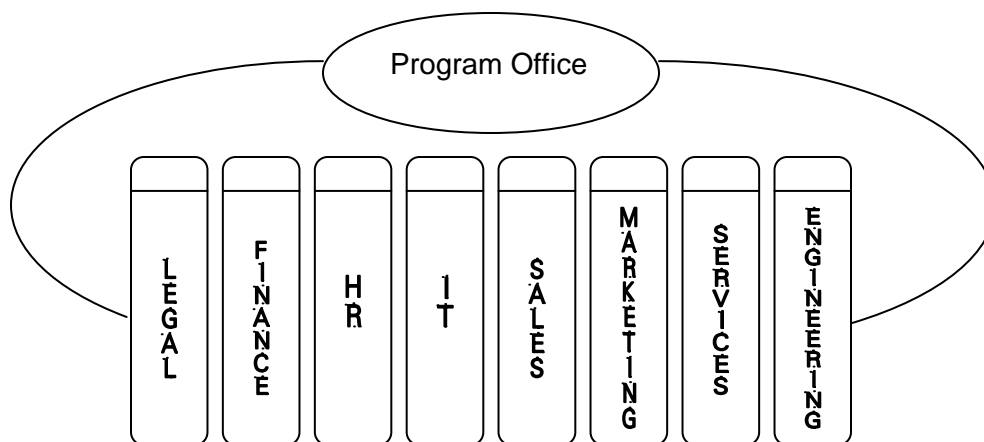 Program Office
LEGAL
FINANCE
HR
IT
SALES
MARKETING
SERVICES
ENGINEERING